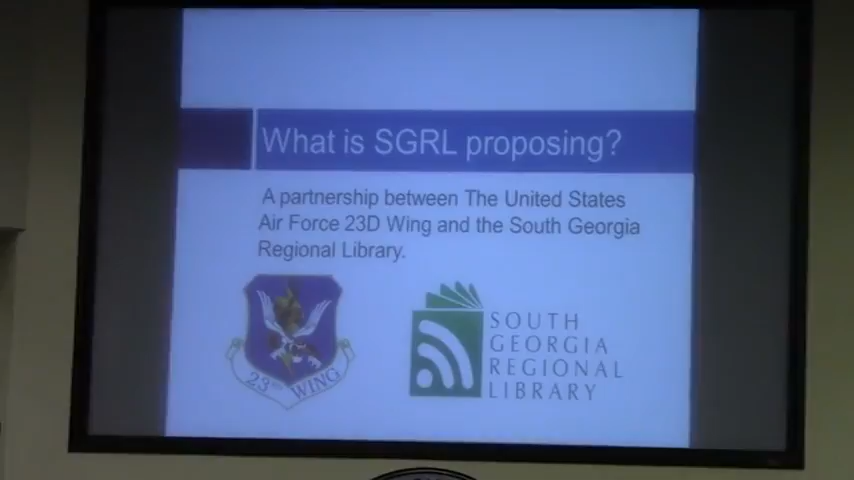 What is SGRL proposing?
A partnership between The United States
Air Force 23D Wing and the South Georgia
Regional Library.
23RD WING
SOUTH
GEORGIA
REGIONAL
LIBRARY